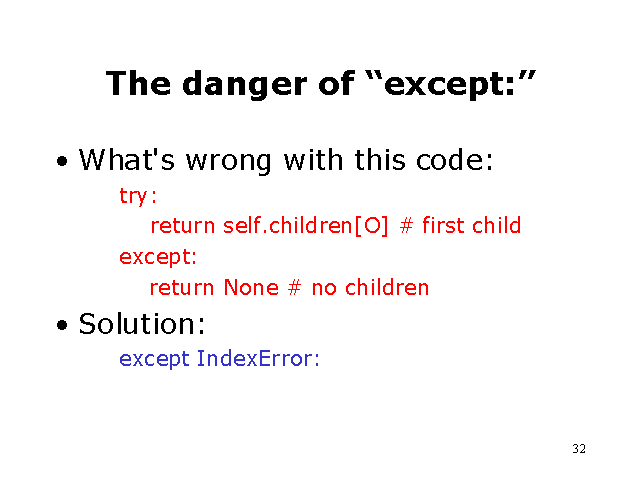 The danger of “except:”
• What's wrong with this code:
try:
return self.children[O] # first child
except:
return None # no children
• Solution:
except IndexError:
32